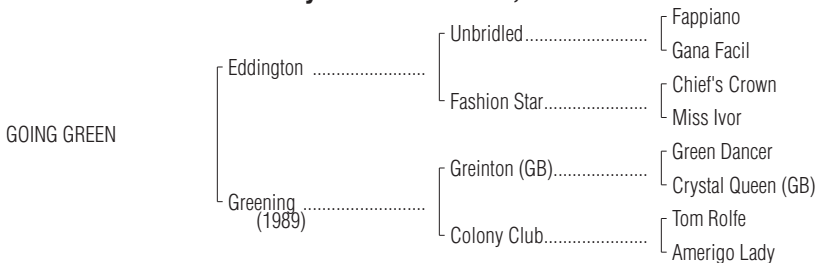 Fappiano
Unbridled
Gana Facil
Eddington
Chief's Crown
Fashion Star
Miss Ivor
GOING GREEN
Green Dancer
Greinton (GB)
Crystal Queen (GB)
Greening
(1989)
Tom Rolfe
Colony Club
Amerigo Lady